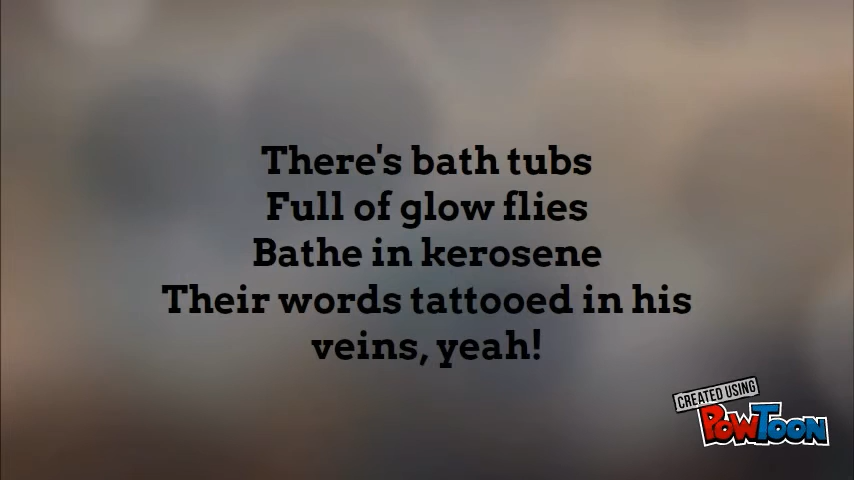 There's bath tubs
Full of glow flies
Bathe in kerosene
Their words tattooed in his
veins, yeah!
CREATED USING
POWTOON